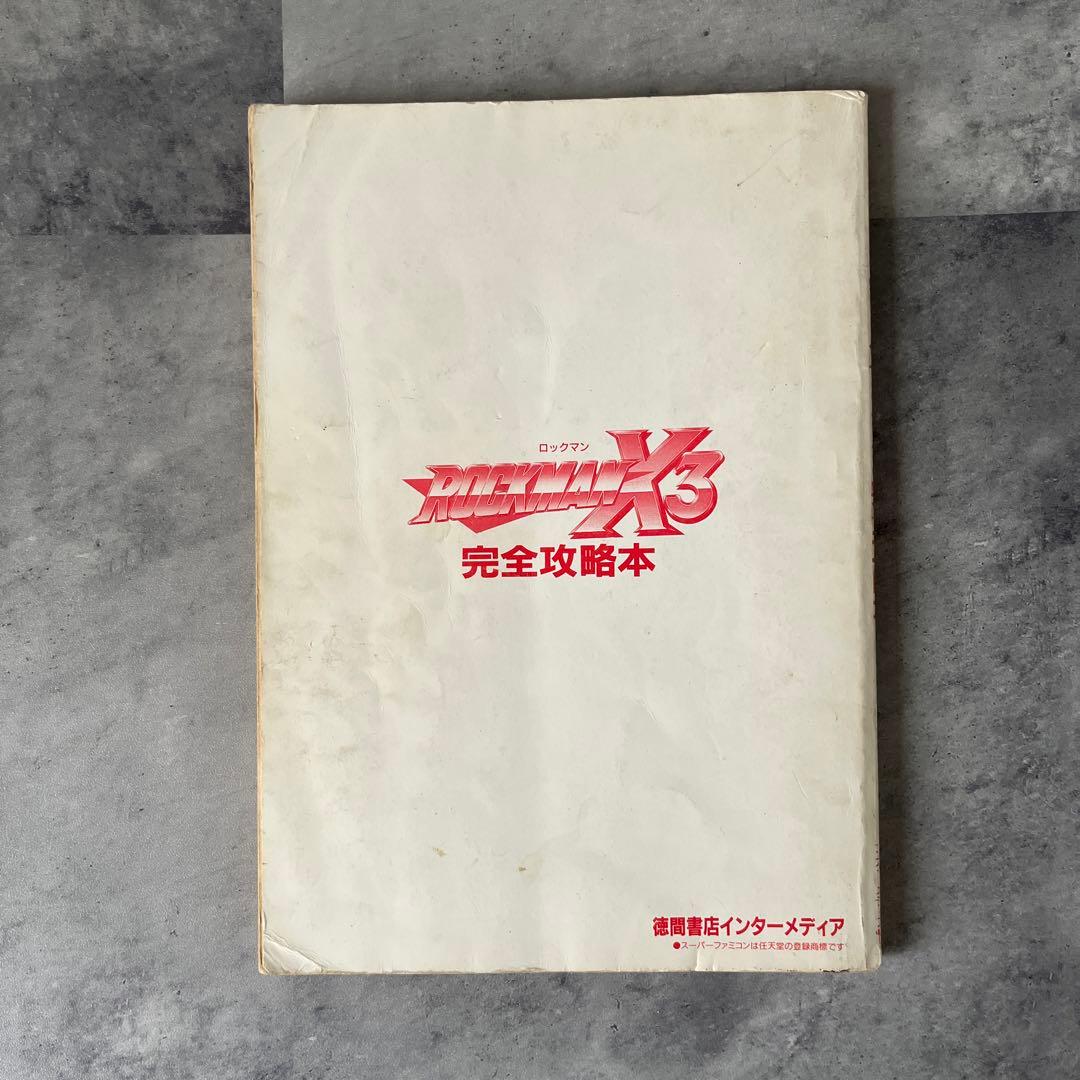 ロックマン
ROCKMAN X3
完全攻略本
徳間書店インターメディア
●スーパーファミコンは任天堂の登録商標です